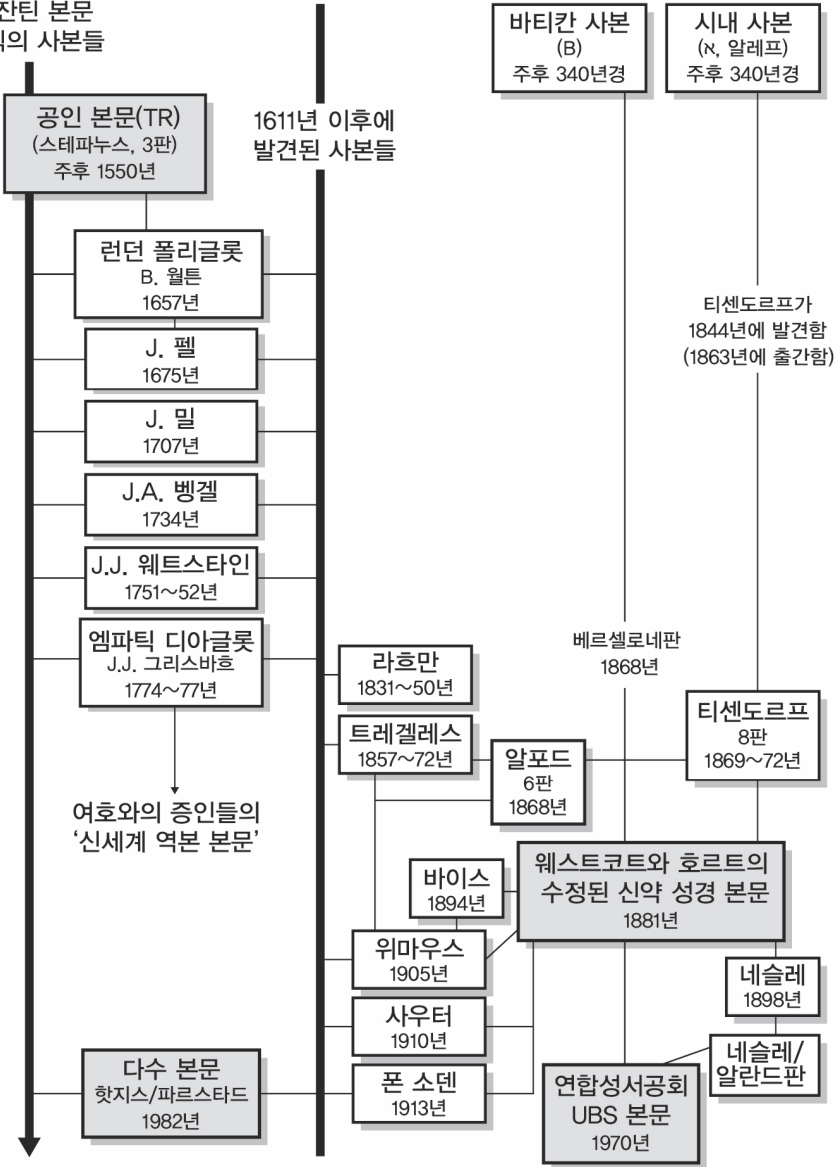 잔틴 본문
의 사본들
바티칸 사본
(B)
주후 340년경
시내 사본
(א, 알레프)
주후 340년경
공인 본문(TR)
(스테파누스, 3판)
주후 1550년
1611년 이후에
발견된 사본들
런던 폴리글롯
B. 월튼
1657년
티센도르프가
1844년에 발견함
(1863년에 출간함)
J. 펠
1675년
J. 밀
1707년
J.A. 벵겔
1734년
J.J. 웨트스타인
1751~52년
엠파틱 디아글롯
J.J. 그리스바흐
1774~77년
베르셀로네판
1868년
라흐만
1831~50년
트레겔레스
1857~72년
알포드
6판
1868년
티센도르프
8판
1869~72년
여호와의 증인들의
‘신세계 역본 본문’
웨스트코트와 호르트의
수정된 신약 성경 본문
1881년
바이스
1894년
위마우스
1905년
네슬레
1898년
사우터
1910년
네슬레/
알란드판
다수 본문
핫지스/파르스타드
1982년
폰 소덴
1913년
연합성서공회
UBS 본문
1970년